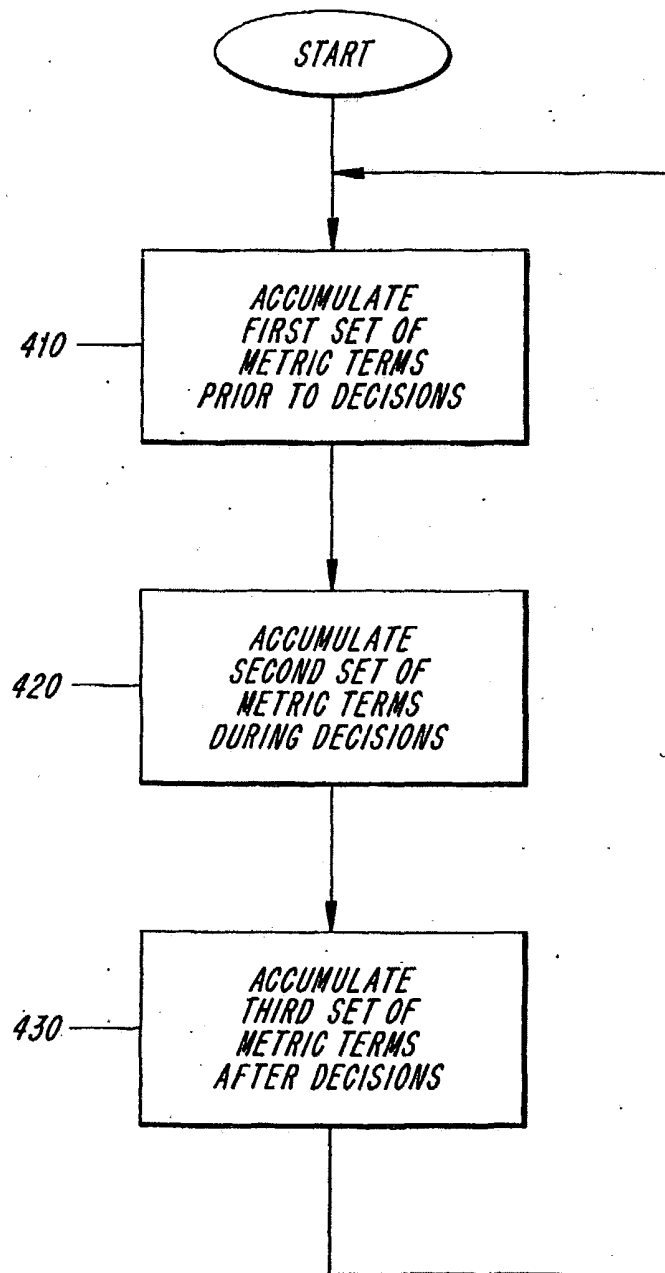 START
410
ACCUMULATE
FIRST SET OF
METRIC TERMS
PRIOR TO DECISIONS
420
ACCUMULATE
SECOND SET OF
METRIC TERMS
DURING DECISIONS
430
ACCUMULATE
THIRD SET OF
METRIC TERMS
AFTER DECISIONS